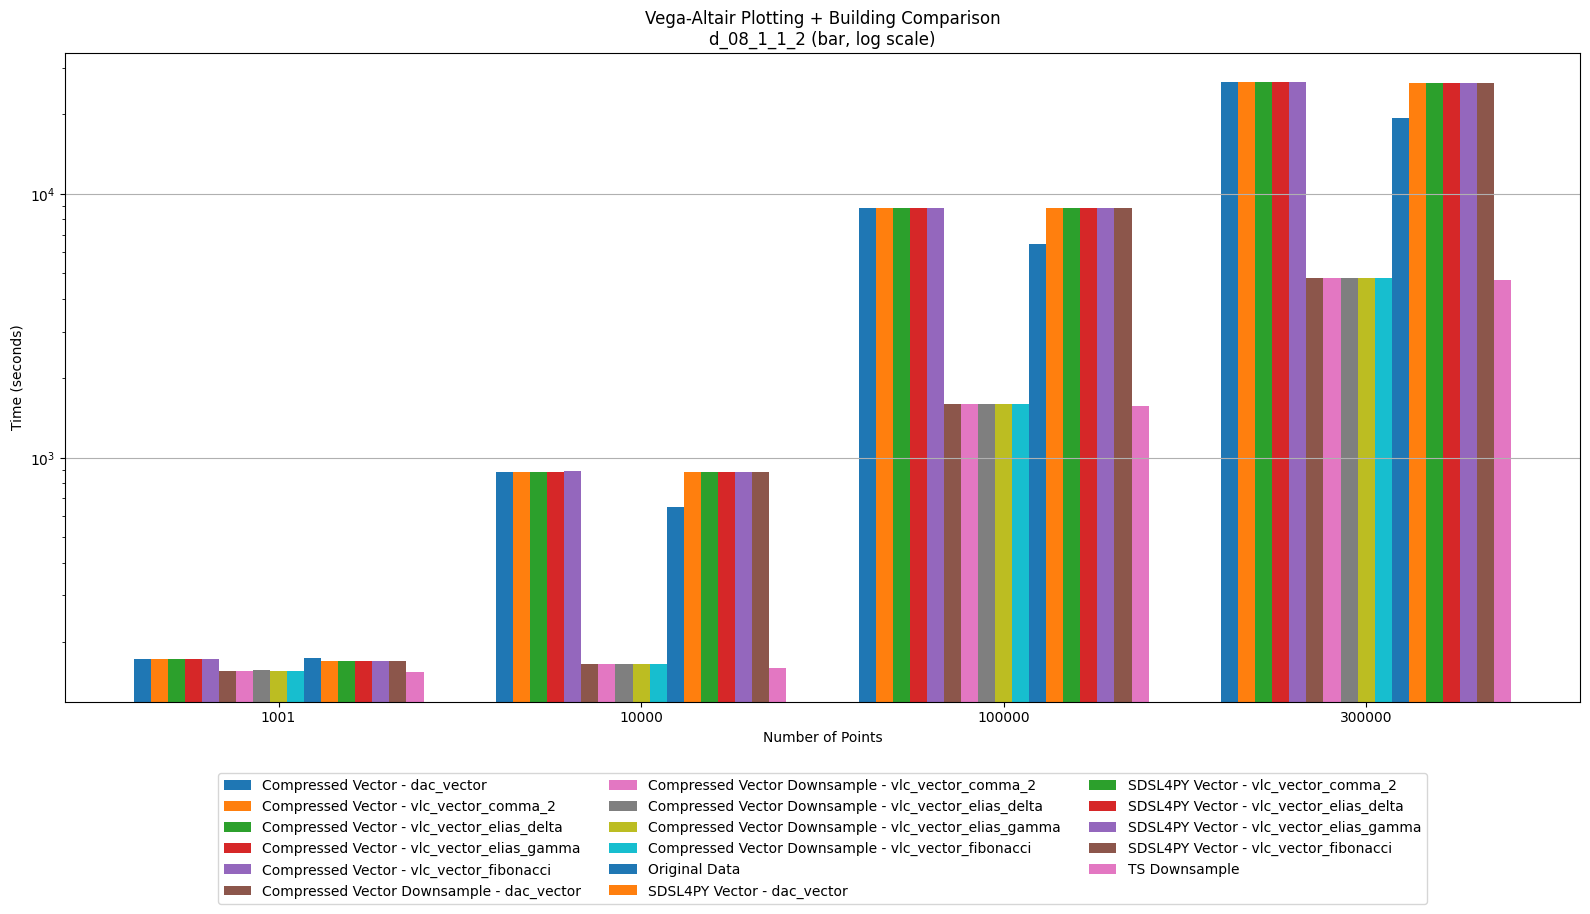 Vega-Altair Plotting + Building Comparison
d_08_1_1_2 (bar, log scale)
Time (seconds)
10^4
10^3
1001 10000 100000 300000
Number of Points
Compressed Vector - dac_vector
Compressed Vector - vlc_vector_comma_2
Compressed Vector - vlc_vector_elias_delta
Compressed Vector - vlc_vector_elias_gamma
Compressed Vector - vlc_vector_fibonacci
Compressed Vector Downsample - dac_vector
Compressed Vector Downsample - vlc_vector_comma_2
Compressed Vector Downsample - vlc_vector_elias_delta
Compressed Vector Downsample - vlc_vector_elias_gamma
Compressed Vector Downsample - vlc_vector_fibonacci
Original Data
SDSL4PY Vector - dac_vector
SDSL4PY Vector - vlc_vector_comma_2
SDSL4PY Vector - vlc_vector_elias_delta
SDSL4PY Vector - vlc_vector_elias_gamma
SDSL4PY Vector - vlc_vector_fibonacci
TS Downsample